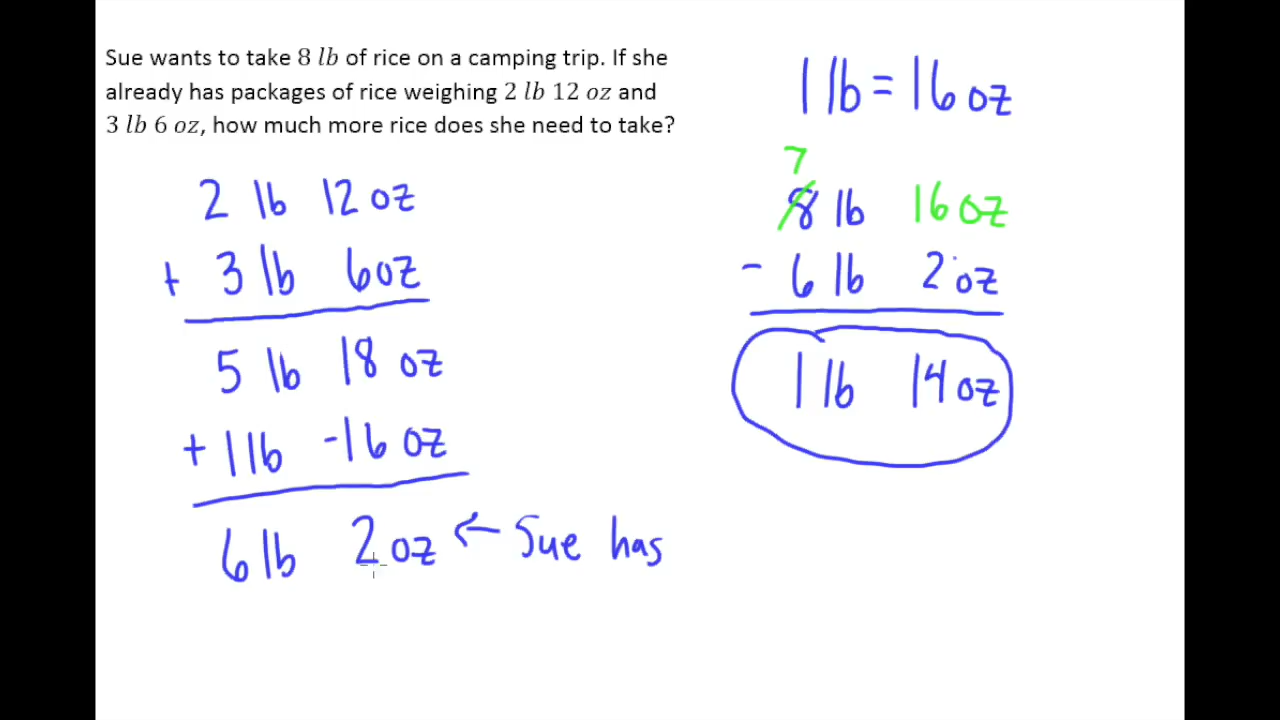 Sue wants to take 8 lb of rice on a camping trip. If she
already has packages of rice weighing 2 lb 12 oz and
3 lb 6 oz, how much more rice does she need to take?
2 lb 12 oz
+ 3 lb 6 oz
5 lb 18 oz
+ 1 lb -16 oz
6 lb 2 oz ← Sue has
1 lb = 16 oz
7
8 lb 16 oz
- 6 lb 2 oz
1 lb 14 oz